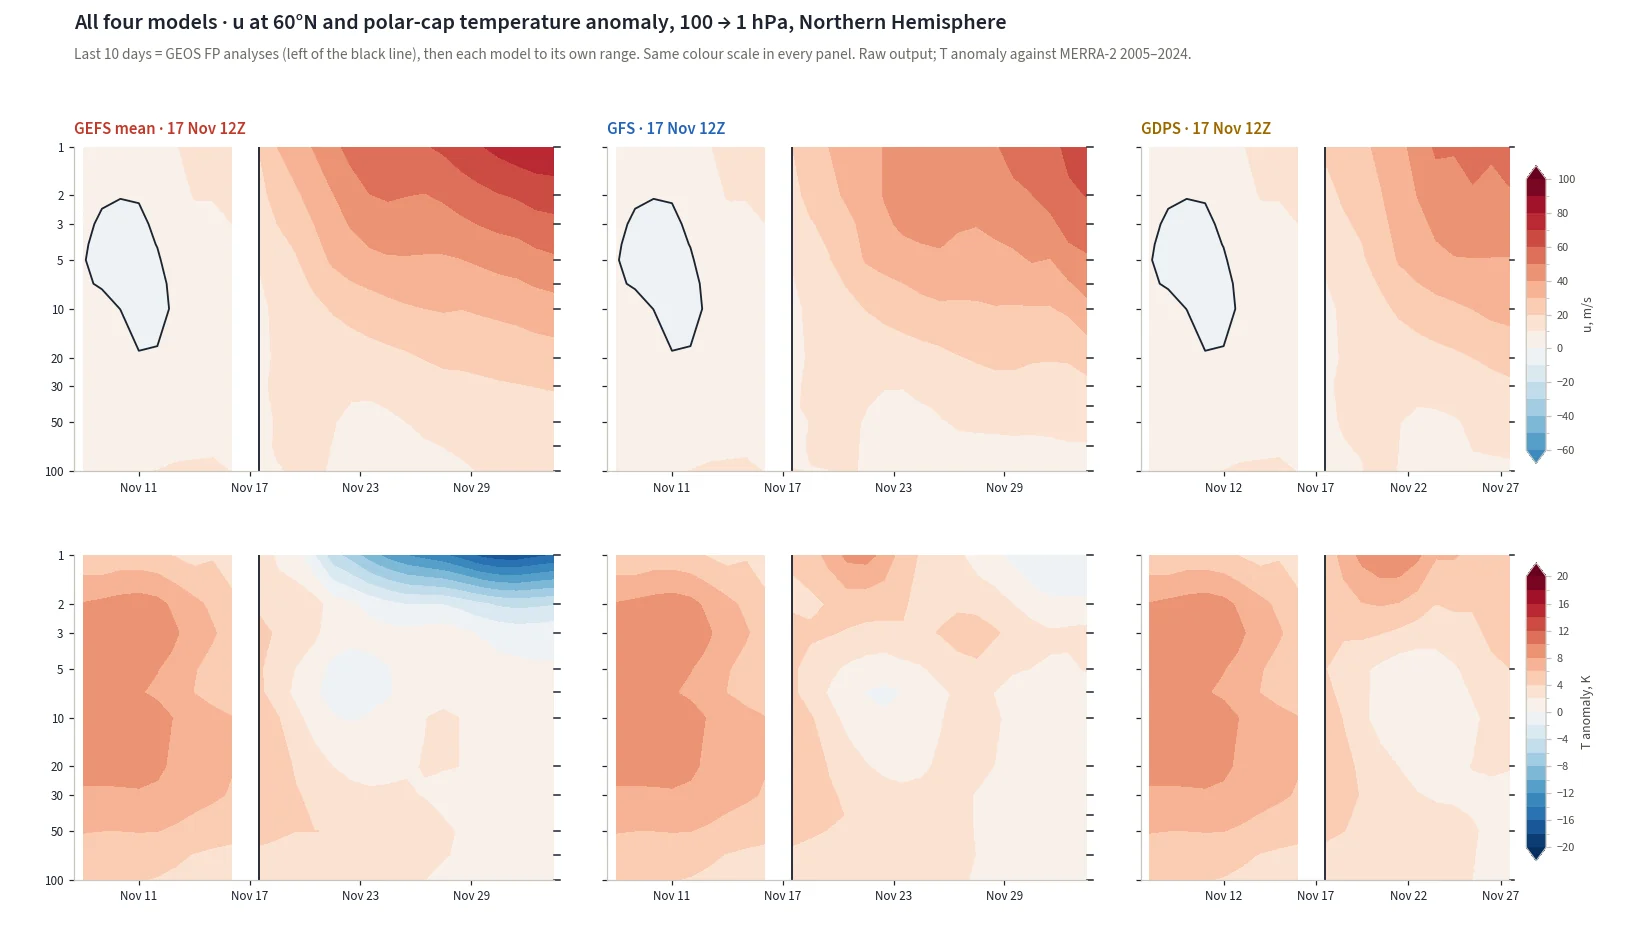 All four models · u at 60°N and polar-cap temperature anomaly, 100 → 1 hPa, Northern Hemisphere
Last 10 days = GEOS FP analyses (left of the black line), then each model to its own range. Same colour scale in every panel. Raw output; T anomaly against MERRA-2 2005–2024.
GEFS mean · 17 Nov 12Z
GFS · 17 Nov 12Z
GDPS · 17 Nov 12Z
1
2
3
5
10
20
30
50
100
Nov 11
Nov 17
Nov 23
Nov 29
Nov 11
Nov 17
Nov 23
Nov 29
Nov 12
Nov 17
Nov 22
Nov 27
100
80
60
40
20
0
−20
−40
−60
u, m/s
1
2
3
5
10
20
30
50
100
Nov 11
Nov 17
Nov 23
Nov 29
Nov 11
Nov 17
Nov 23
Nov 29
Nov 12
Nov 17
Nov 22
Nov 27
20
16
12
8
4
0
−4
−8
−12
−16
−20
T anomaly, K